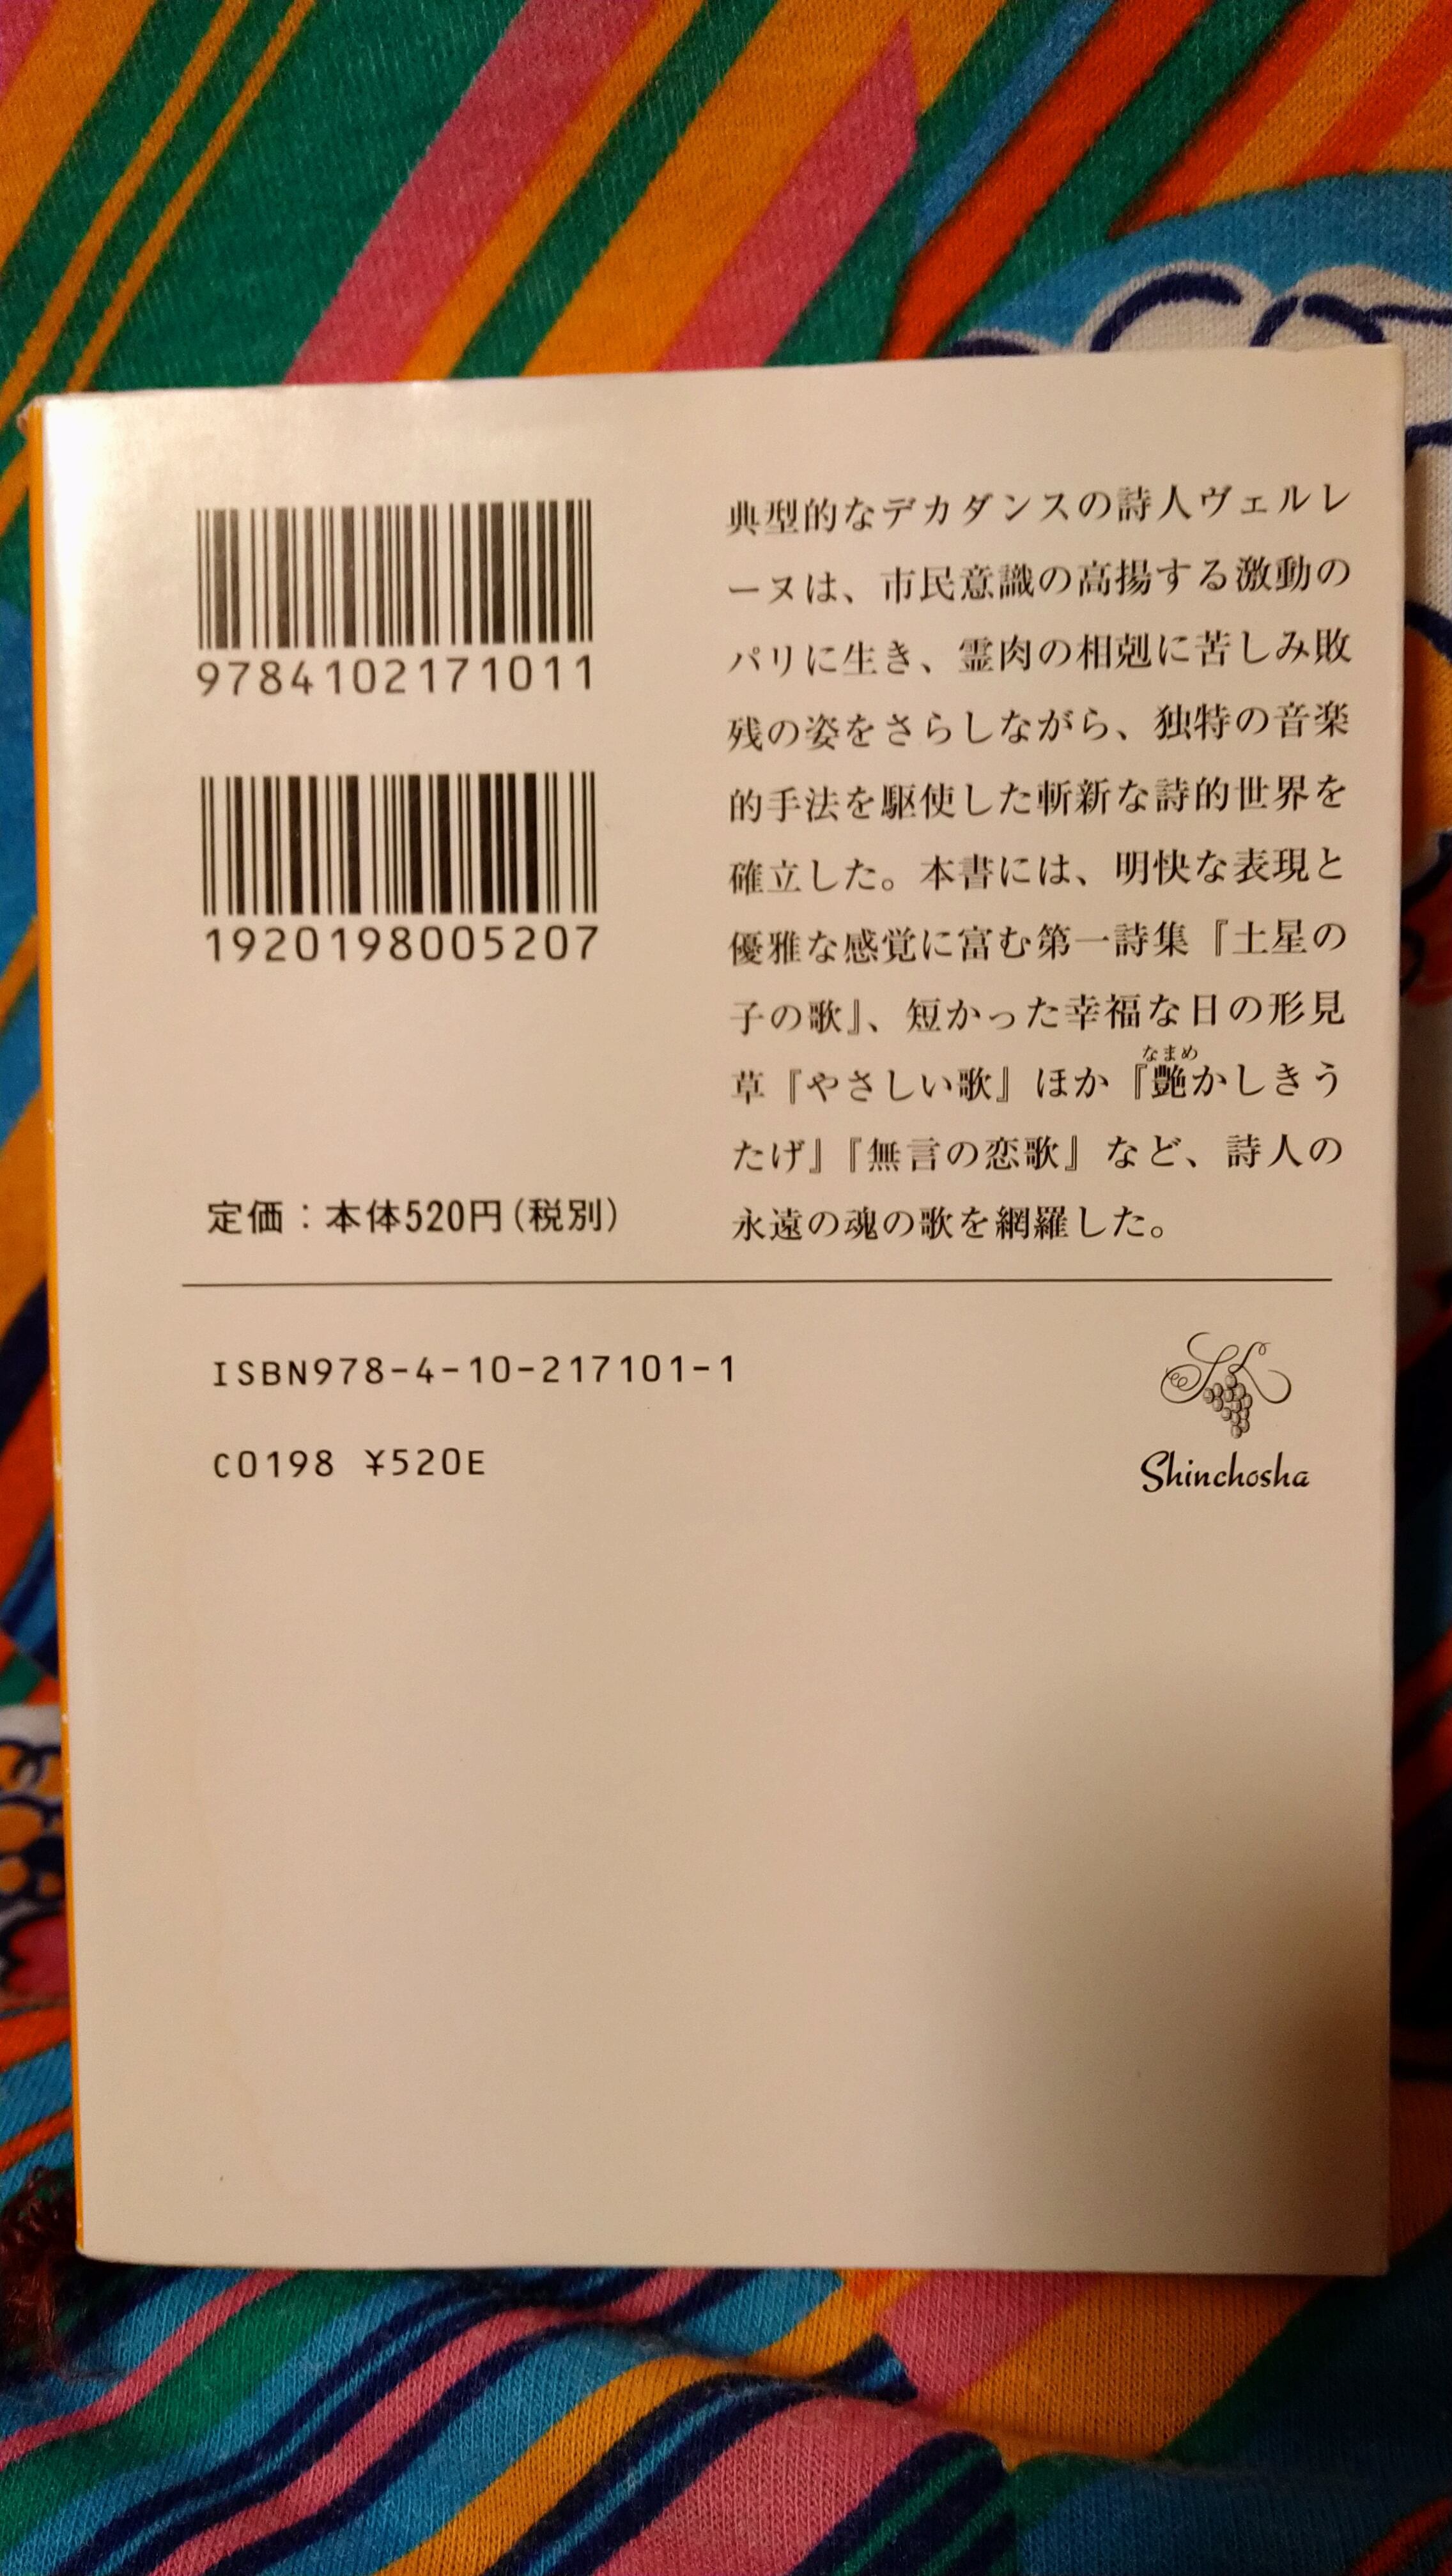 9784102171011
1920198005207
定価：本体520円(税別)
典型的なデカダンスの詩人ヴェルレ
ーヌは、市民意識の高揚する激動の
パリに生き、霊肉の相剋に苦しみ敗
残の姿をさらしながら、独特の音楽
的手法を駆使した斬新な詩的世界を
確立した。本書には、明快な表現と
優雅な感覚に富む第一詩集『土星の
子の歌』、短かった幸福な日の形見
なまめ
草『やさしい歌』ほか『艶かしきう
たげ』『無言の恋歌』など、詩人の
永遠の魂の歌を網羅した。
ISBN978-4-10-217101-1
C0198 ¥520E
Shinchosha